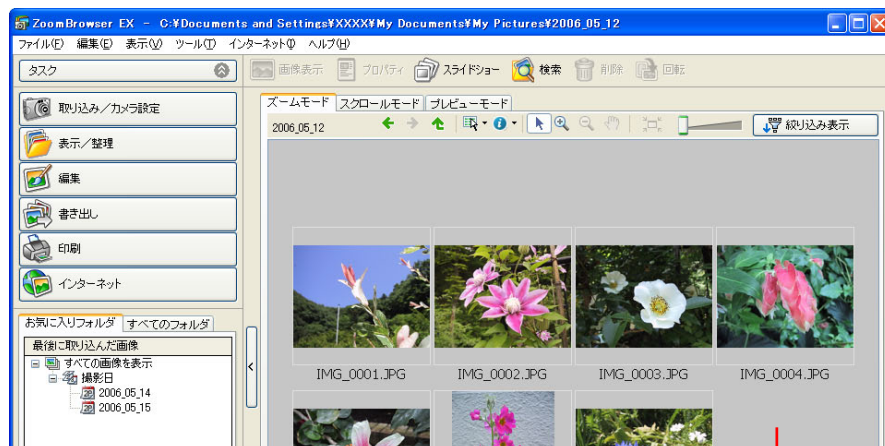 ZoomBrowser EX - C:¥Documents and Settings¥XXXX¥My Documents¥My Pictures¥2006_05_12
ファイル(F) 編集(E) 表示(V) ツール(T) インターネット(I) ヘルプ(H)
タスク
画像表示 プロパティ スライドショー 検索 削除 回転
取り込み／カメラ設定
表示／整理
編集
書き出し
印刷
インターネット
お気に入りフォルダ すべてのフォルダ
最後に取り込んだ画像
すべての画像を表示
撮影日
2006_05_14
2006_05_15
ズームモード スクロールモード プレビューモード
2006_05_12 絞り込み表示
IMG_0001.JPG IMG_0002.JPG IMG_0003.JPG IMG_0004.JPG